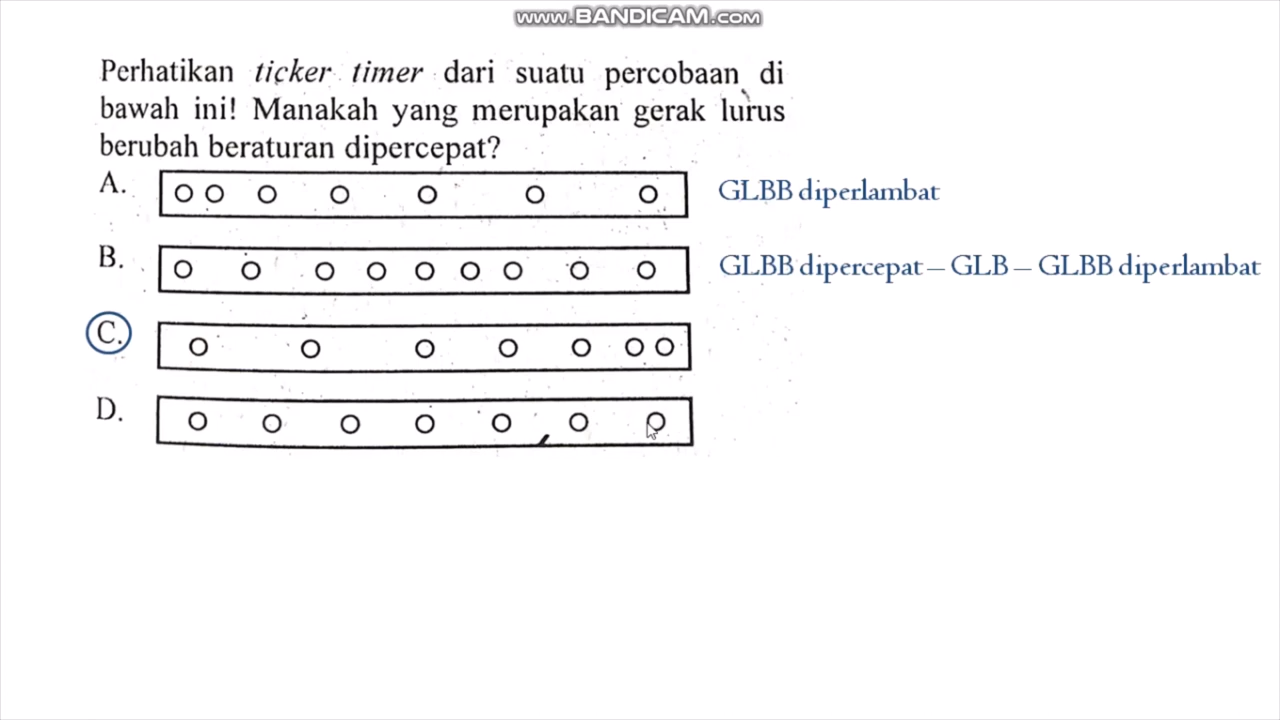 www.BANDICAM.com
Perhatikan ticker timer dari suatu percobaan di
bawah ini! Manakah yang merupakan gerak lurus
berubah beraturan dipercepat?
A.
GLBB diperlambat
B.
GLBB dipercepat – GLB – GLBB diperlambat
C.
D.